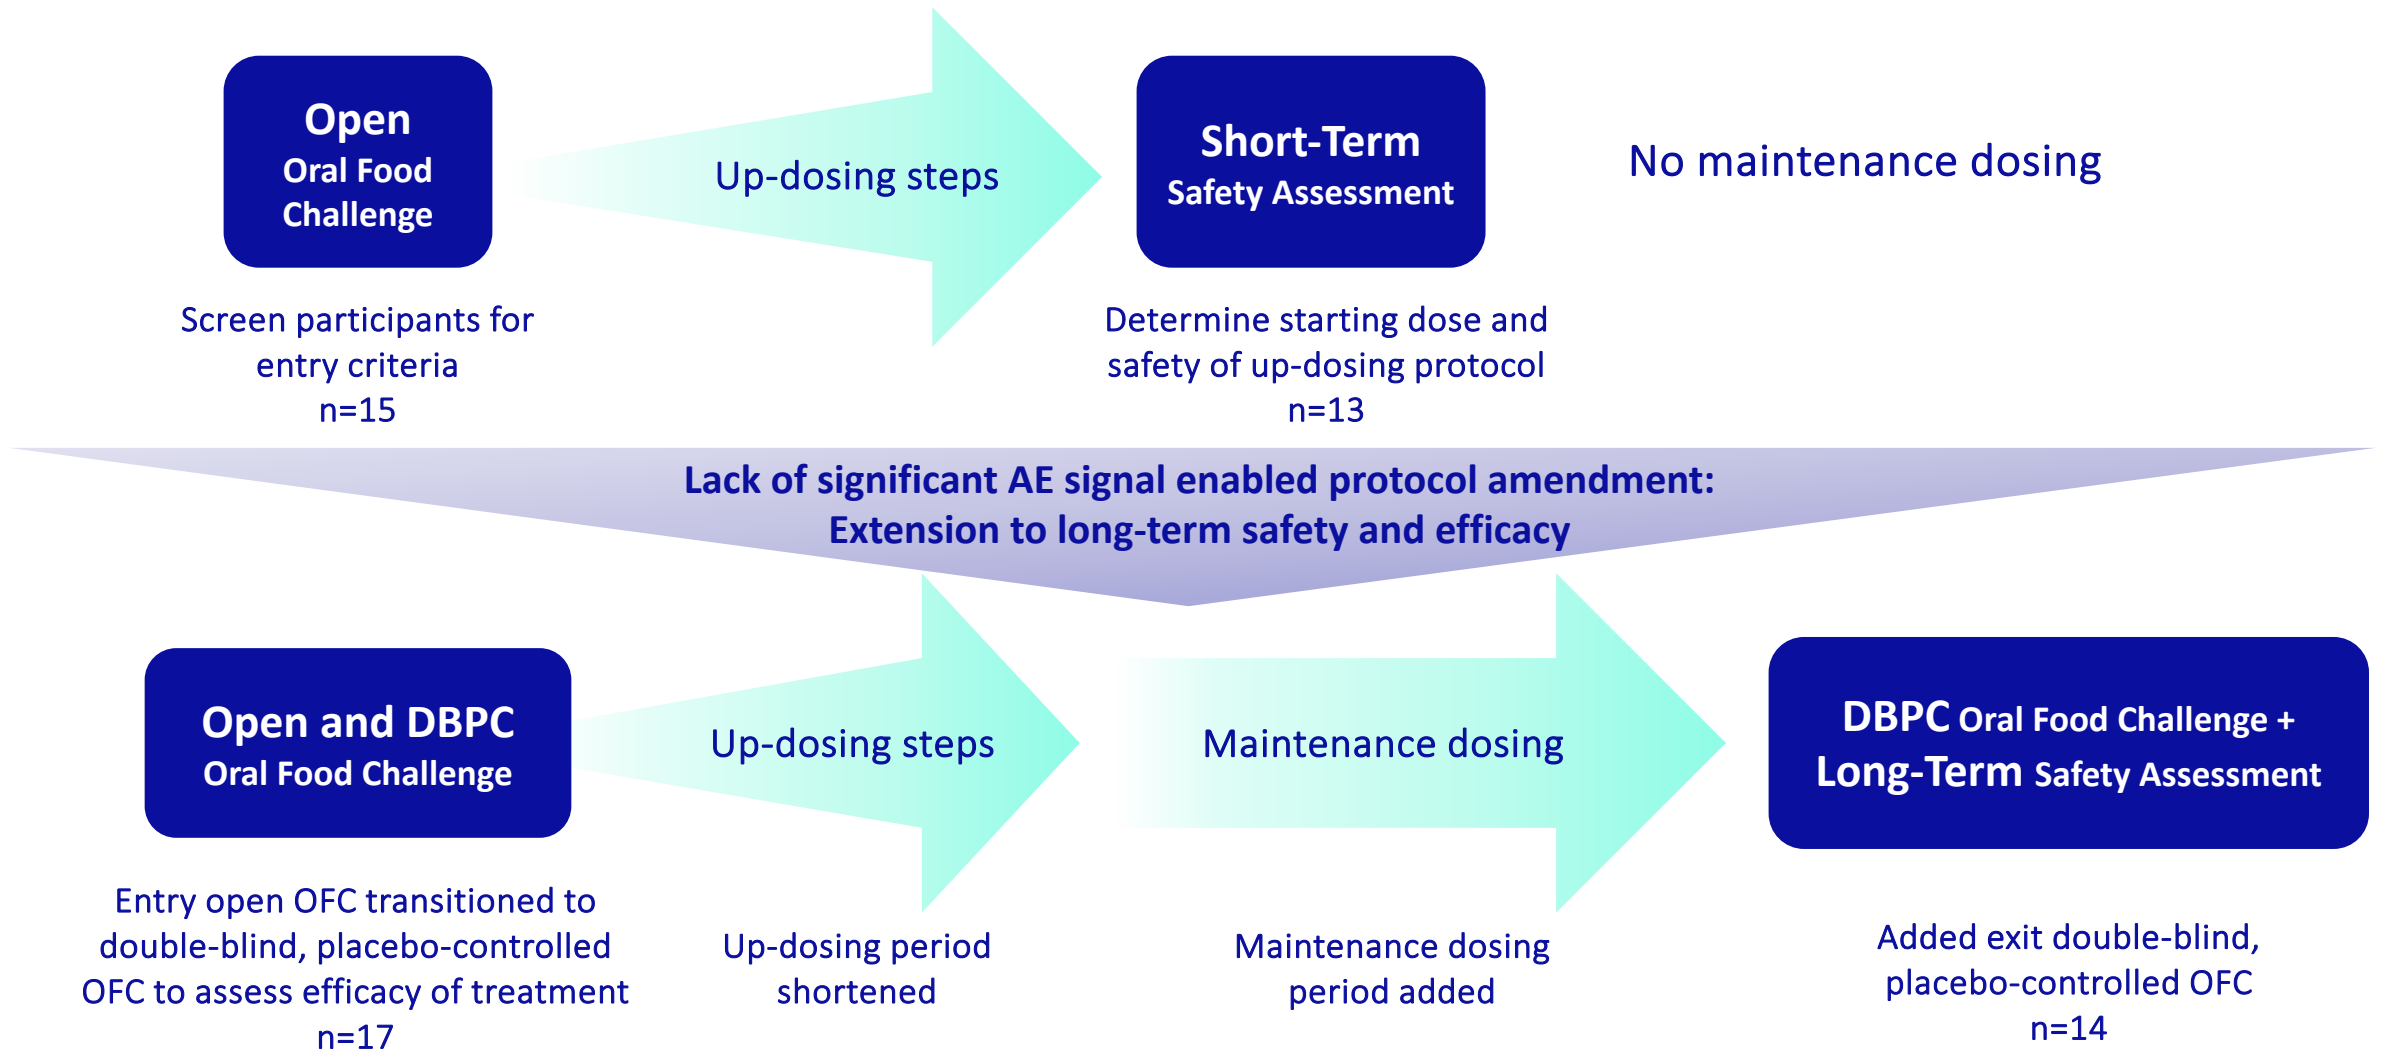 Open
Oral Food
Challenge
Up-dosing steps
Short-Term
Safety Assessment
No maintenance dosing
Screen participants for
entry criteria
n=15
Determine starting dose and
safety of up-dosing protocol
n=13
Lack of significant AE signal enabled protocol amendment:
Extension to long-term safety and efficacy
Open and DBPC
Oral Food Challenge
Up-dosing steps
Maintenance dosing
DBPC Oral Food Challenge +
Long-Term Safety Assessment
Entry open OFC transitioned to
double-blind, placebo-controlled
OFC to assess efficacy of treatment
n=17
Up-dosing period
shortened
Maintenance dosing
period added
Added exit double-blind,
placebo-controlled OFC
n=14